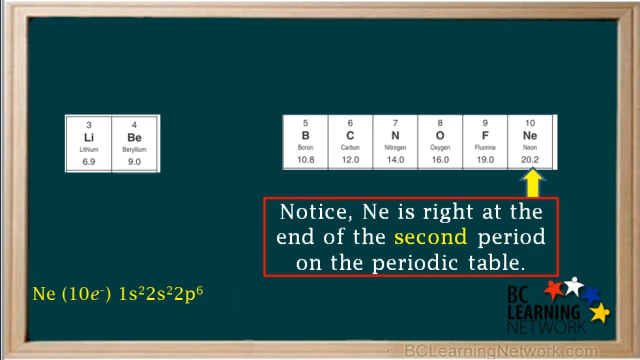 3 4 5 6 7 8 9 10
Li Be B C N O F Ne
Lithium Beryllium Boron Carbon Nitrogen Oxygen Fluorine Neon
6.9 9.0 10.8 12.0 14.0 16.0 19.0 20.2
Notice, Ne is right at the
end of the second period
on the periodic table.
Ne (10e⁻) 1s²2s²2p⁶
BC
LEARNING
NETWORK
BCLearningNetwork.com